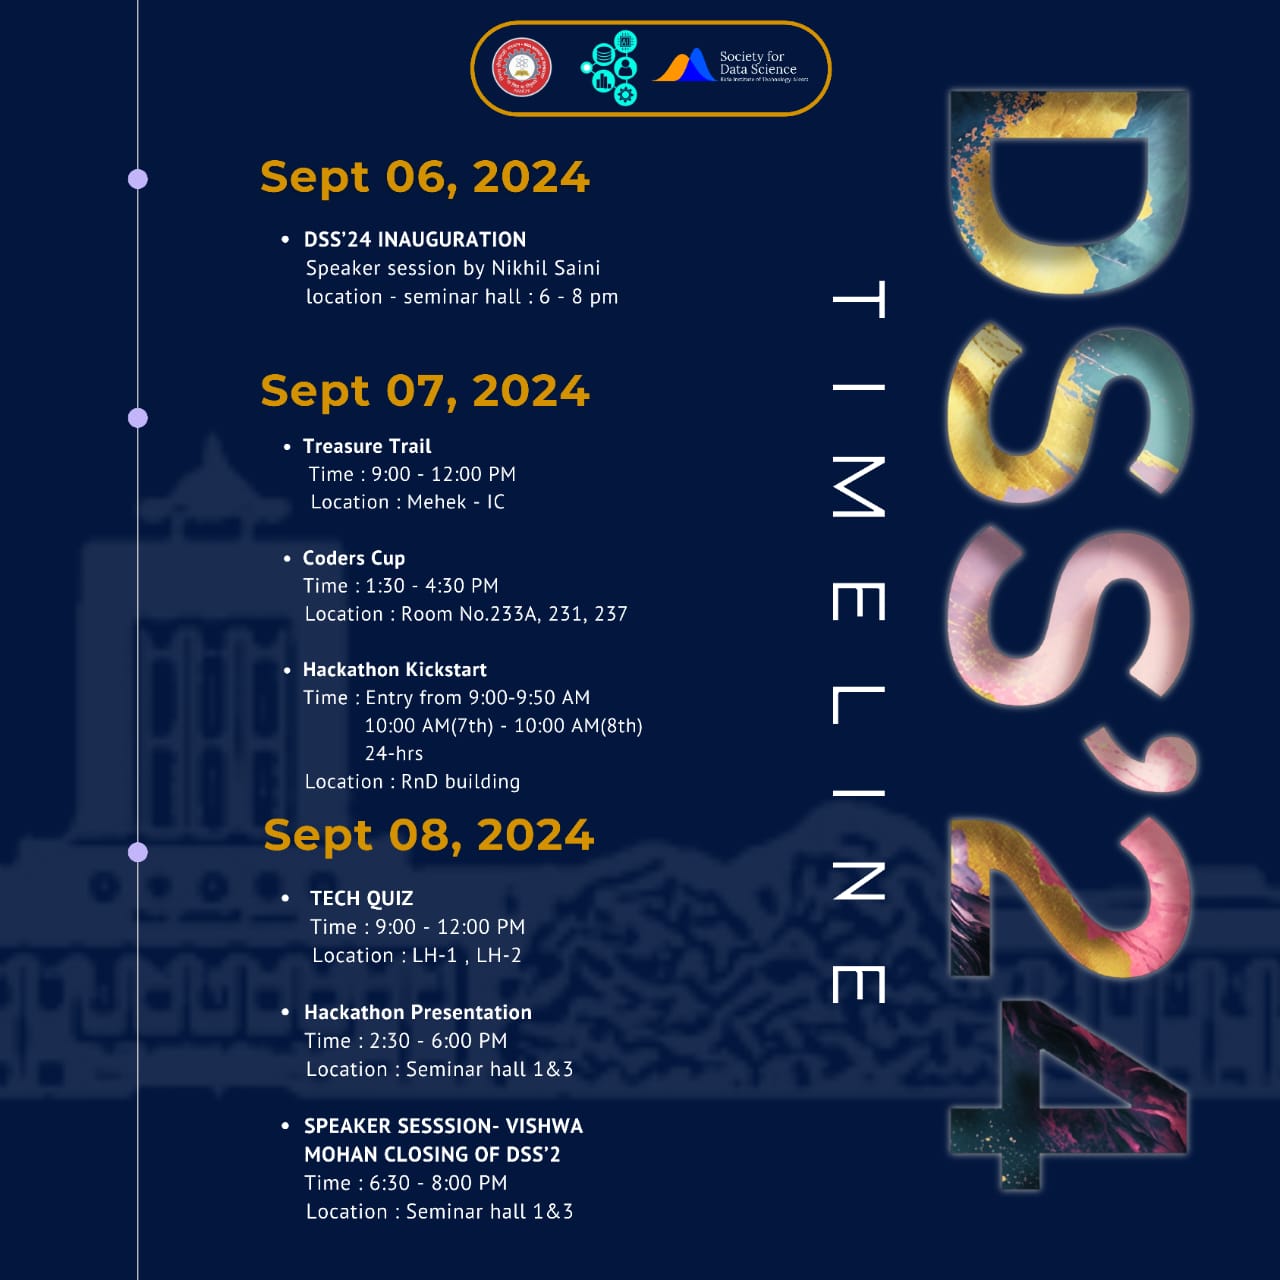 Society for
Data Science
Sept 06, 2024
• DSS’24 INAUGURATION
Speaker session by Nikhil Saini
location - seminar hall : 6 - 8 pm
Sept 07, 2024
• Treasure Trail
Time : 9:00 - 12:00 PM
Location : Mehek - IC
• Coders Cup
Time : 1:30 - 4:30 PM
Location : Room No.233A, 231, 237
• Hackathon Kickstart
Time : Entry from 9:00-9:50 AM
10:00 AM(7th) - 10:00 AM(8th)
24-hrs
Location : RnD building
Sept 08, 2024
• TECH QUIZ
Time : 9:00 - 12:00 PM
Location : LH-1 , LH-2
• Hackathon Presentation
Time : 2:30 - 6:00 PM
Location : Seminar hall 1&3
• SPEAKER SESSSION- VISHWA
MOHAN CLOSING OF DSS’2
Time : 6:30 - 8:00 PM
Location : Seminar hall 1&3
TIMELINE
DSS’24